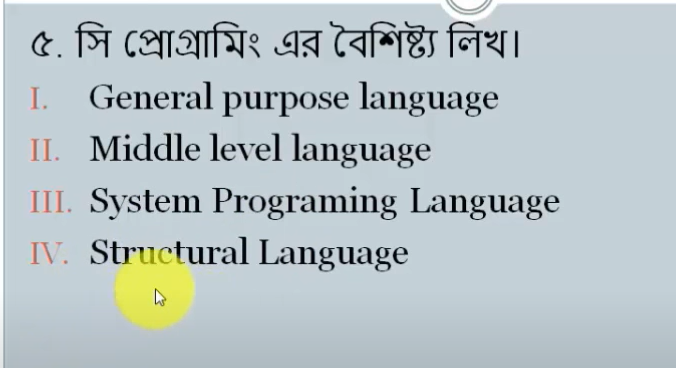 ৫. সি প্রোগ্রামিং এর বৈশিষ্ট্য লিখ।
I. General purpose language
II. Middle level language
III. System Programing Language
IV. Structural Language